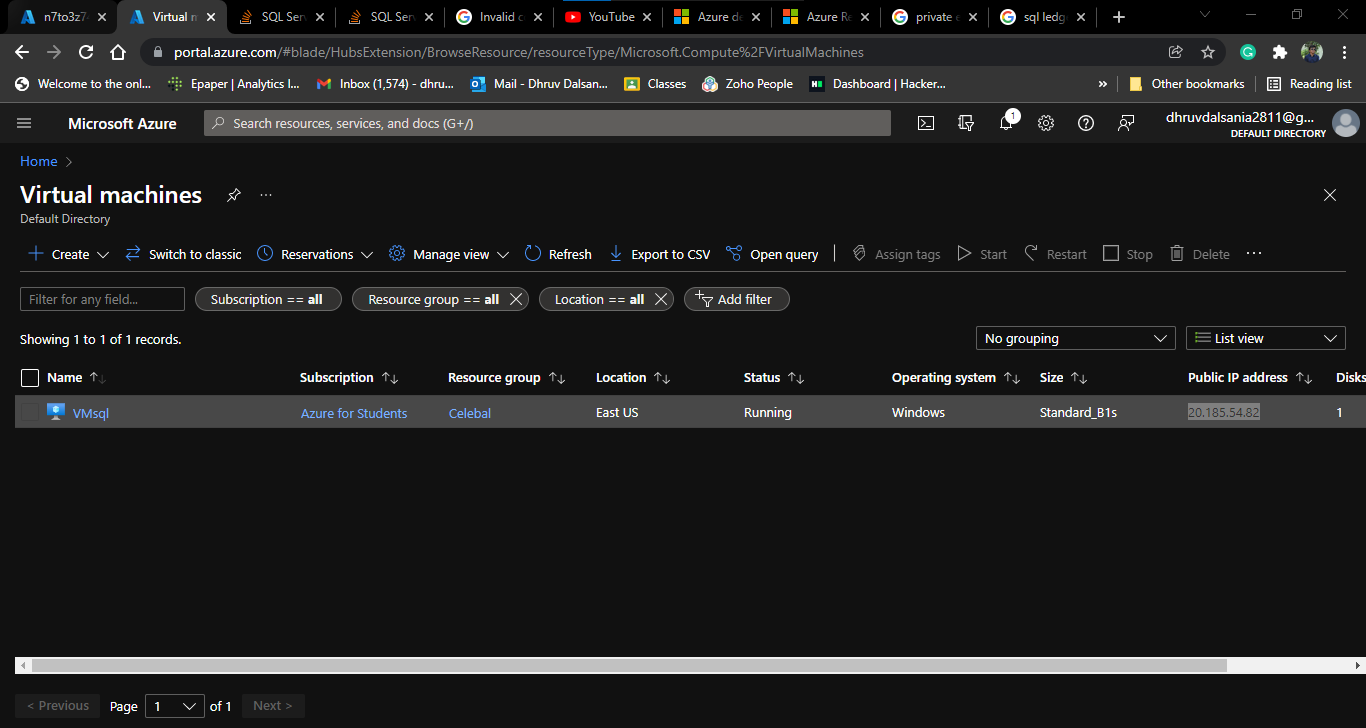 n7to3z7
Virtual m
SQL Serv
SQL Serv
Invalid c
YouTube
Azure de
Azure Re
private e
sql ledg
portal.azure.com/#blade/HubsExtension/BrowseResource/resourceType/Microsoft.Compute%2FVirtualMachines
Welcome to the onl...
Epaper | Analytics I...
Inbox (1,574) - dhru...
Mail - Dhruv Dalsan...
Classes
Zoho People
Dashboard | Hacker...
»
Other bookmarks
Reading list
Microsoft Azure
Search resources, services, and docs (G+/)
1
dhruvdalsania2811@g...
DEFAULT DIRECTORY
Home >
Virtual machines
...
Default Directory
Create
Switch to classic
Reservations
Manage view
Refresh
Export to CSV
Open query
Assign tags
Start
Restart
Stop
Delete
...
Filter for any field...
Subscription == all
Resource group == all
Location == all
Add filter
Showing 1 to 1 of 1 records.
No grouping
List view
Name Subscription Resource group Location Status Operating system Size Public IP address Disks
VMsql Azure for Students Celebal East US Running Windows Standard_B1s 20.185.54.82 1
< Previous Page 1 of 1 Next >